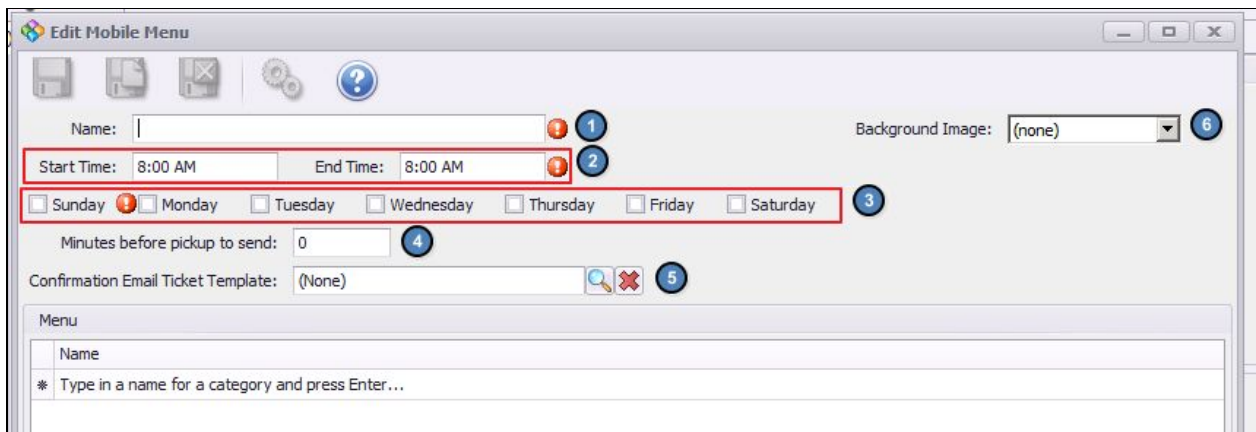 Edit Mobile Menu
Name: 1 Background Image: (none) 6
Start Time: 8:00 AM End Time: 8:00 AM 2
Sunday Monday Tuesday Wednesday Thursday Friday Saturday 3
Minutes before pickup to send: 0 4
Confirmation Email Ticket Template: (None) 5
Menu
Name
* Type in a name for a category and press Enter...